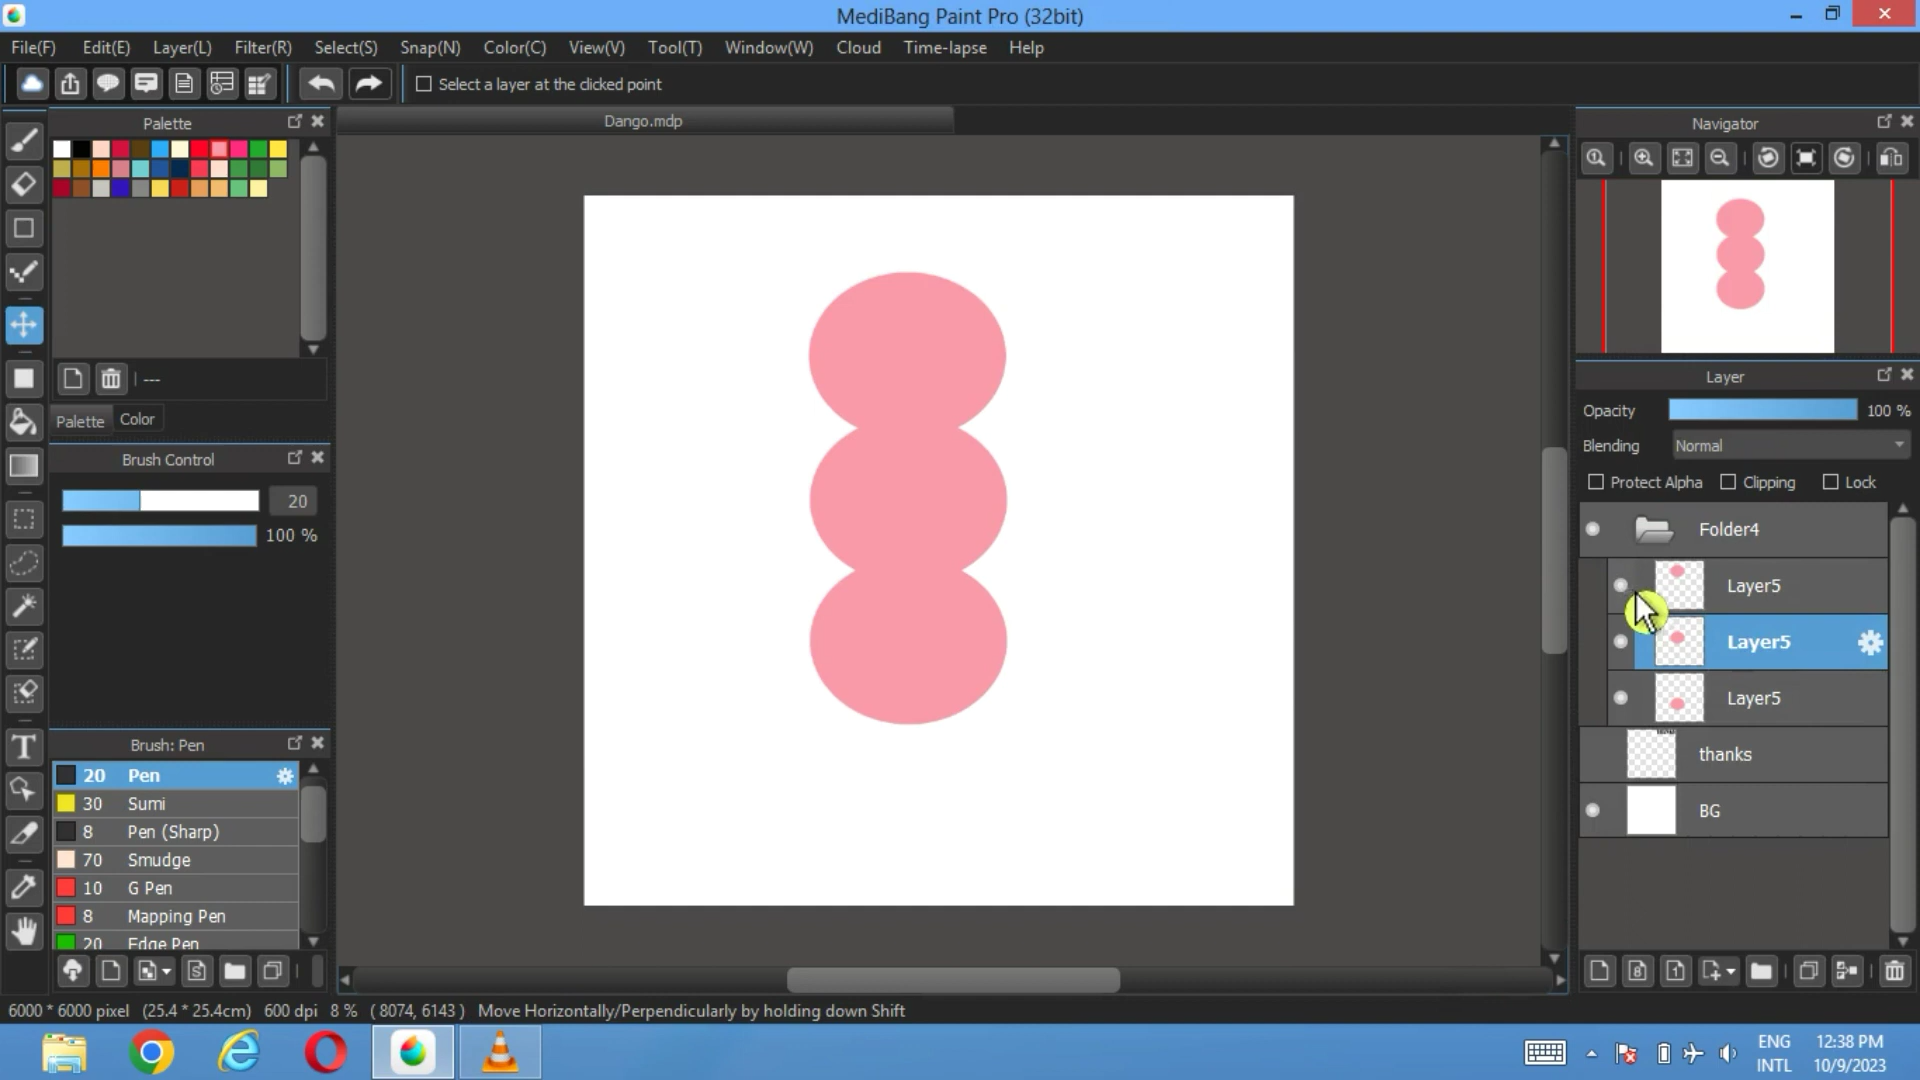 MediBang Paint Pro (32bit)
File(F) Edit(E) Layer(L) Filter(R) Select(S) Snap(N) Color(C) View(V) Tool(T) Window(W) Cloud Time-lapse Help
Select a layer at the clicked point
Palette
Dango.mdp
Navigator
---
Palette Color
Brush Control
20
100 %
Brush: Pen
20 Pen
30 Sumi
8 Pen (Sharp)
70 Smudge
10 G Pen
8 Mapping Pen
20 Edge Pen
Layer
Opacity 100 %
Blending Normal
Protect Alpha Clipping Lock
Folder4
Layer5
Layer5
Layer5
thanks
BG
6000 * 6000 pixel (25.4 * 25.4cm) 600 dpi 8 % ( 8074, 6143 ) Move Horizontally/Perpendicularly by holding down Shift
ENG 12:38 PM
INTL 10/9/2023